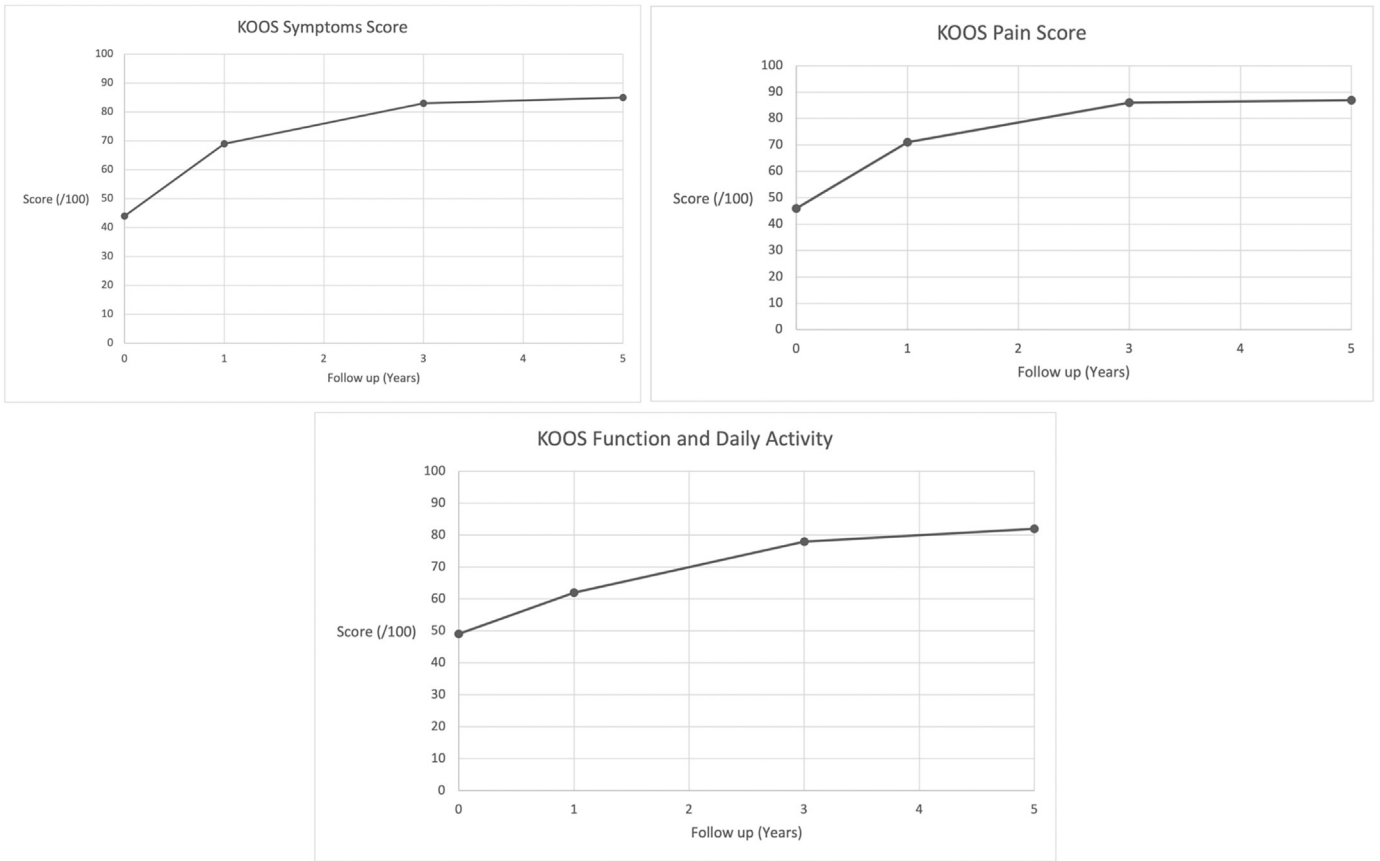 KOOS Symptoms Score
100
90
80
70
60
Score (/100)
50
40
30
20
10
0
0 1 2 3 4 5
Follow up (Years)
KOOS Pain Score
100
90
80
70
60
Score (/100)
50
40
30
20
10
0
0 1 2 3 4 5
Follow up (Years)
KOOS Function and Daily Activity
100
90
80
70
60
50
Score (/100)
40
30
20
10
0
0 1 2 3 4 5
Follow up (Years)